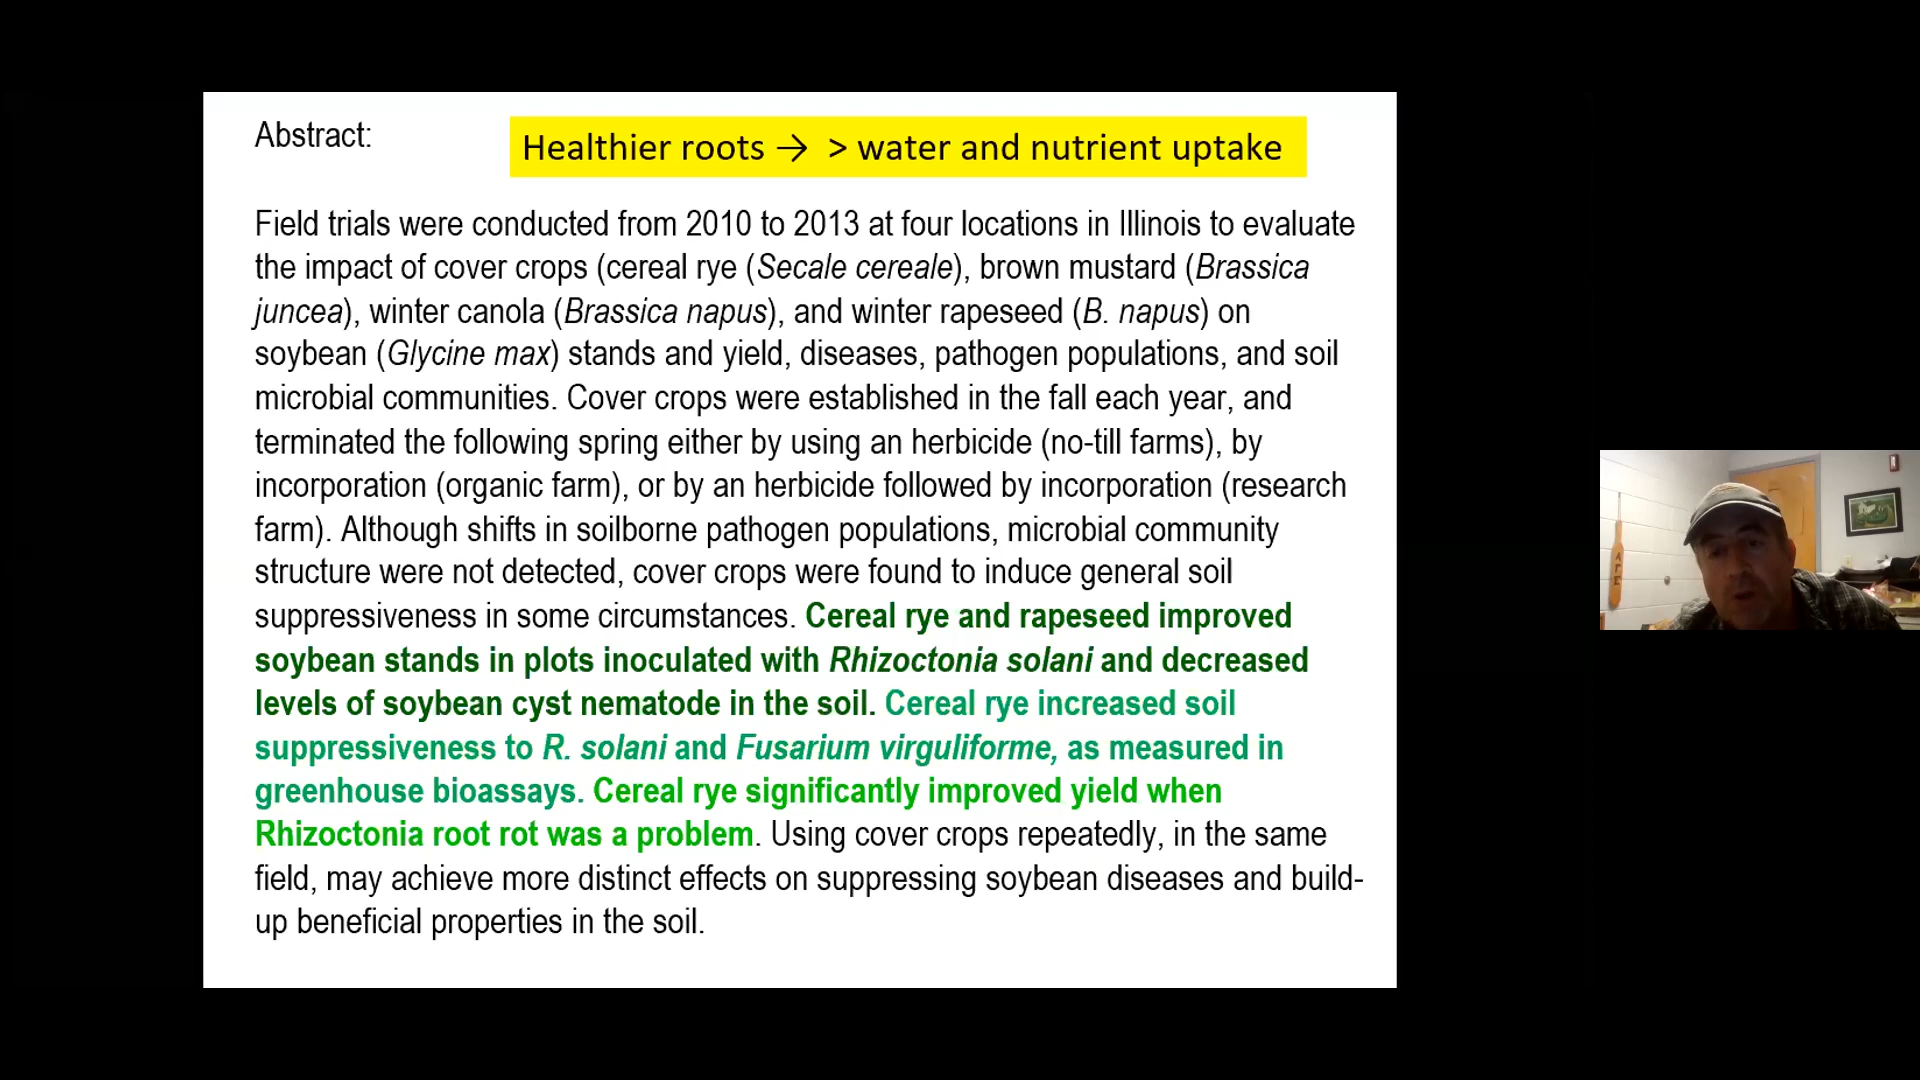 Abstract:
Healthier roots → > water and nutrient uptake
Field trials were conducted from 2010 to 2013 at four locations in Illinois to evaluate
the impact of cover crops (cereal rye (Secale cereale), brown mustard (Brassica
juncea), winter canola (Brassica napus), and winter rapeseed (B. napus) on
soybean (Glycine max) stands and yield, diseases, pathogen populations, and soil
microbial communities. Cover crops were established in the fall each year, and
terminated the following spring either by using an herbicide (no-till farms), by
incorporation (organic farm), or by an herbicide followed by incorporation (research
farm). Although shifts in soilborne pathogen populations, microbial community
structure were not detected, cover crops were found to induce general soil
suppressiveness in some circumstances. Cereal rye and rapeseed improved
soybean stands in plots inoculated with Rhizoctonia solani and decreased
levels of soybean cyst nematode in the soil. Cereal rye increased soil
suppressiveness to R. solani and Fusarium virguliforme, as measured in
greenhouse bioassays. Cereal rye significantly improved yield when
Rhizoctonia root rot was a problem. Using cover crops repeatedly, in the same
field, may achieve more distinct effects on suppressing soybean diseases and build-
up beneficial properties in the soil.